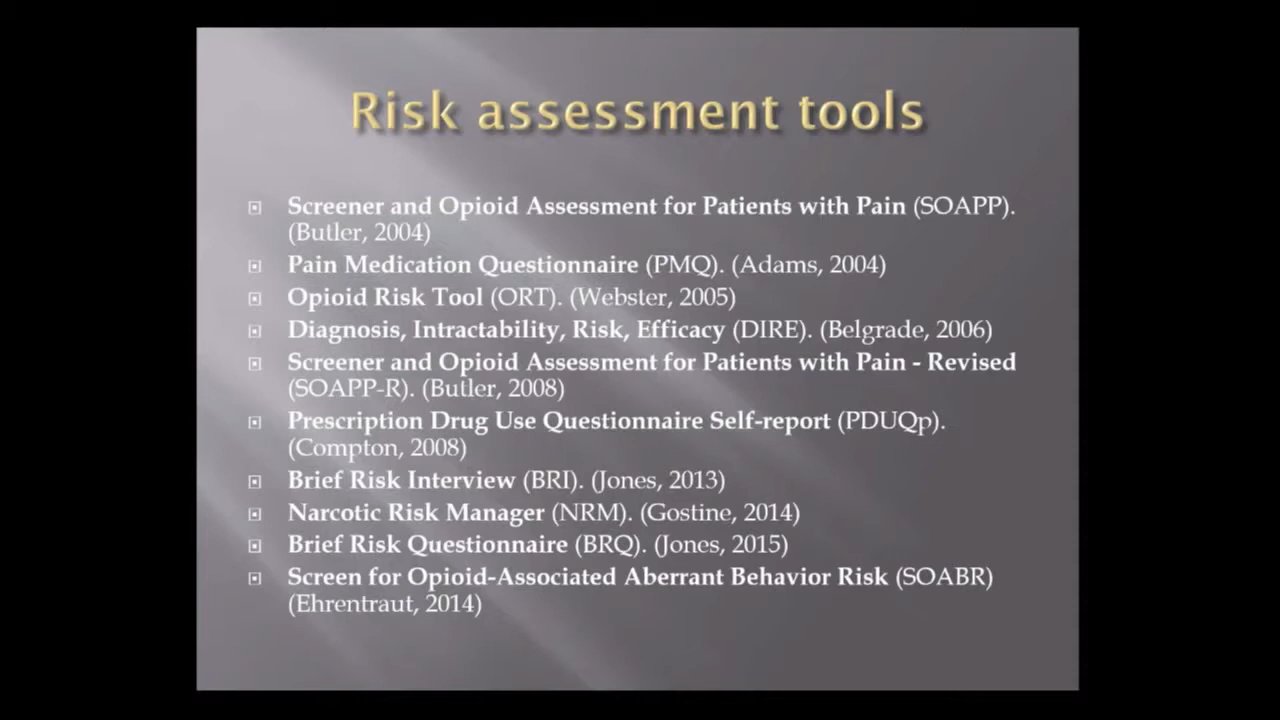 Risk assessment tools
Screener and Opioid Assessment for Patients with Pain (SOAPP).
(Butler, 2004)
Pain Medication Questionnaire (PMQ). (Adams, 2004)
Opioid Risk Tool (ORT). (Webster, 2005)
Diagnosis, Intractability, Risk, Efficacy (DIRE). (Belgrade, 2006)
Screener and Opioid Assessment for Patients with Pain - Revised
(SOAPP-R). (Butler, 2008)
Prescription Drug Use Questionnaire Self-report (PDUQp).
(Compton, 2008)
Brief Risk Interview (BRI). (Jones, 2013)
Narcotic Risk Manager (NRM). (Gostine, 2014)
Brief Risk Questionnaire (BRQ). (Jones, 2015)
Screen for Opioid-Associated Aberrant Behavior Risk (SOABR)
(Ehrentraut, 2014)